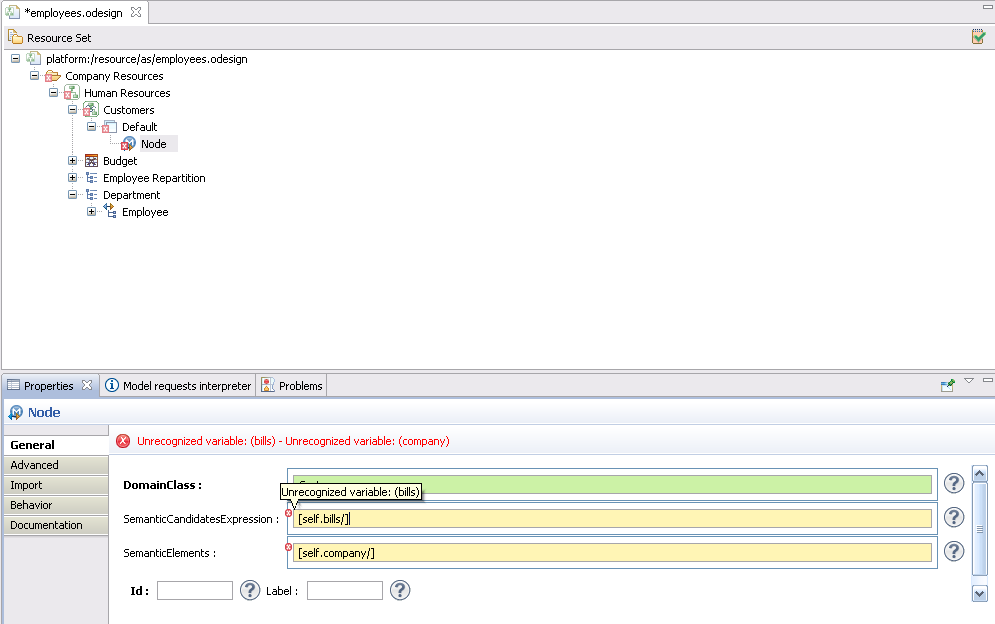 *employees.odesign
Resource Set
platform:/resource/as/employees.odesign
Company Resources
Human Resources
Customers
Default
Node
Budget
Employee Repartition
Department
Employee
Properties Model requests interpreter Problems
Node
General
Advanced
Import
Behavior
Documentation
Unrecognized variable: (bills) - Unrecognized variable: (company)
DomainClass :
Unrecognized variable: (bills)
SemanticCandidatesExpression : [self.bills/]
SemanticElements : [self.company/]
Id : Label :